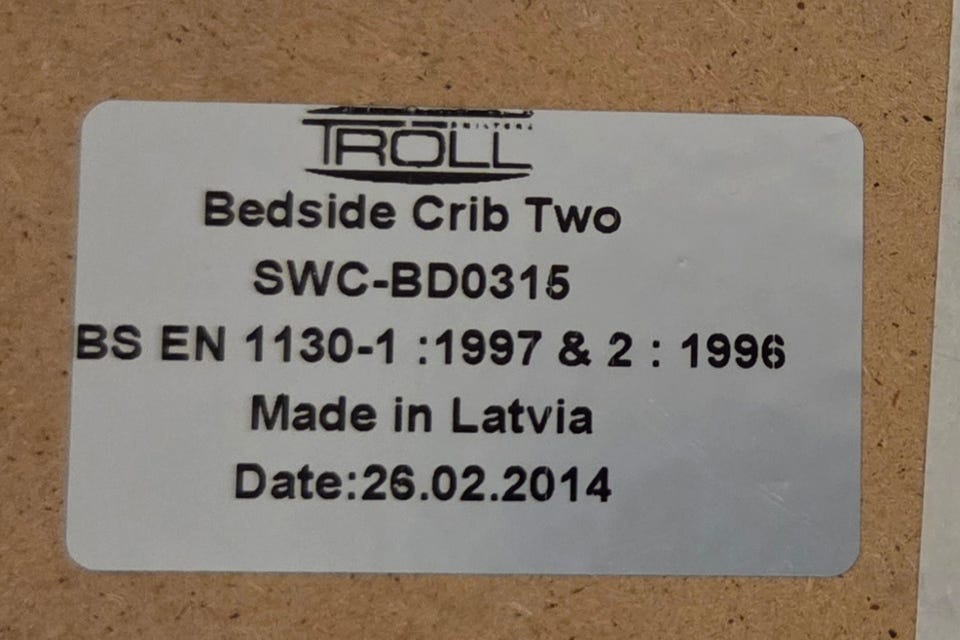 TRÖLL
Bedside Crib Two
SWC-BD0315
BS EN 1130-1 :1997 & 2 : 1996
Made in Latvia
Date:26.02.2014